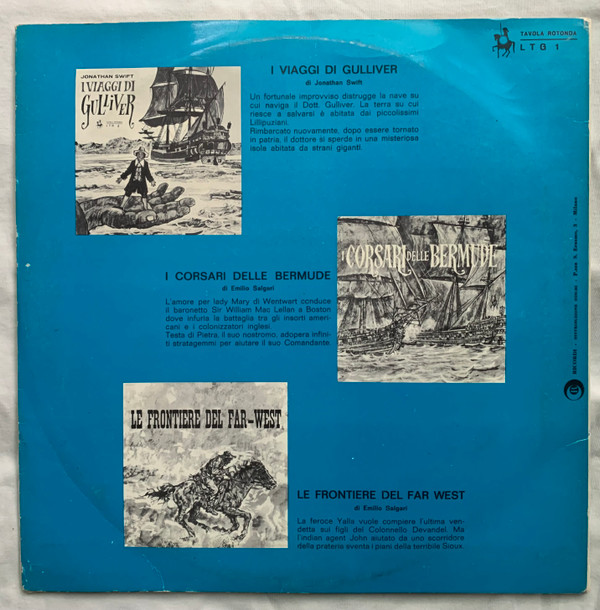 TAVOLA ROTONDA
LTG 1
JONATHAN SWIFT
I VIAGGI DI
GULLIVER
I VIAGGI DI GULLIVER
di Jonathan Swift
Un fortunale improvviso distrugge la nave su
cui naviga il Dott. Gulliver. La terra su cui
riesce a salvarsi è abitata dai piccolissimi
Lillipuziani.
Rimbarcato nuovamente, dopo essere tornato
in patria, il dottore si sperde in una misteriose
isole abitata da strani giganti.
I CORSARI DELLE BERMUDE
I CORSARI DELLE BERMUDE
di Emilio Salgari
L'amore per lady Mary di Wentwart conduce
il baronetto Sir William Mac Lellan a Boston
dove infuria la battaglia tra gli insorti ameri-
cani e i colonizzatori inglesi.
Testa di Pietra, il suo nostromo, adopera infini-
ti stratagemmi per aiutare il suo Comandante.
LE FRONTIERE DEL FAR-WEST
LE FRONTIERE DEL FAR WEST
di Emilio Salgari
La feroce Yalla vuole compiere l'ultima ven-
detta sui figli del Colonnello Devandel. Ma
l'indian agent John aiutato da uno scorridore
della prateria sventa i piani della terribile Sioux.
Milano